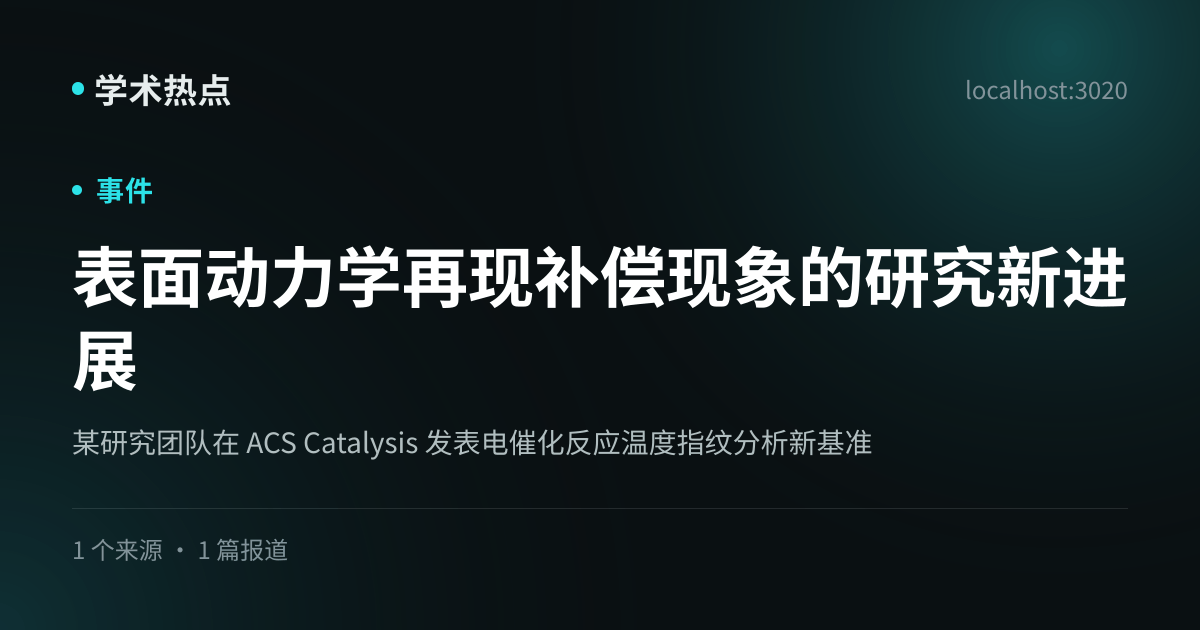 学术热点
localhost:3020
事件
表面动力学再现补偿现象的研究新进
展
某研究团队在 ACS Catalysis 发表电催化反应温度指纹分析新基准
1 个来源 · 1 篇报道